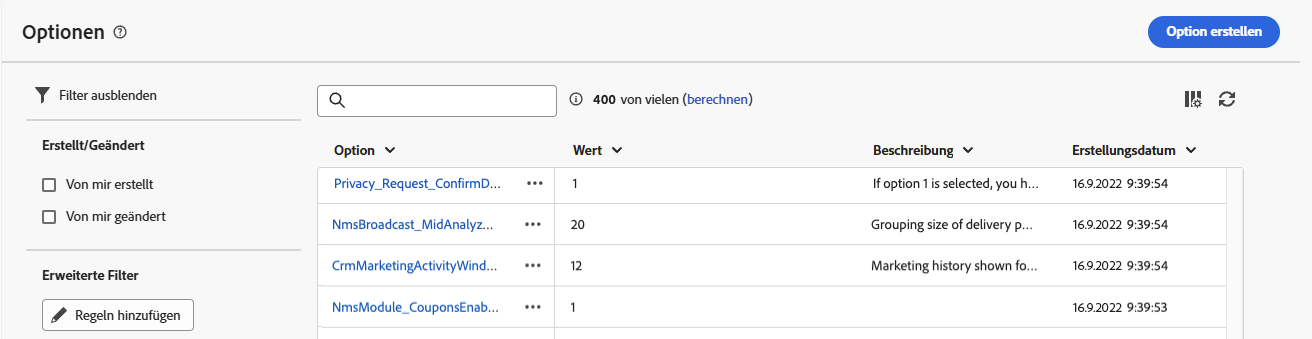 Optionen
Option erstellen
Filter ausblenden
400 von vielen (berechnen)
Erstellt/Geändert
Von mir erstellt
Von mir geändert
Erweiterte Filter
Regeln hinzufügen
Option Wert Beschreibung Erstellungsdatum
Privacy_Request_ConfirmD... 1 If option 1 is selected, you h... 16.9.2022 9:39:54
NmsBroadcast_MidAnalyz... 20 Grouping size of delivery p... 16.9.2022 9:39:54
CrmMarketingActivityWind... 12 Marketing history shown fo... 16.9.2022 9:39:54
NmsModule_CouponsEnab... 1 16.9.2022 9:39:53